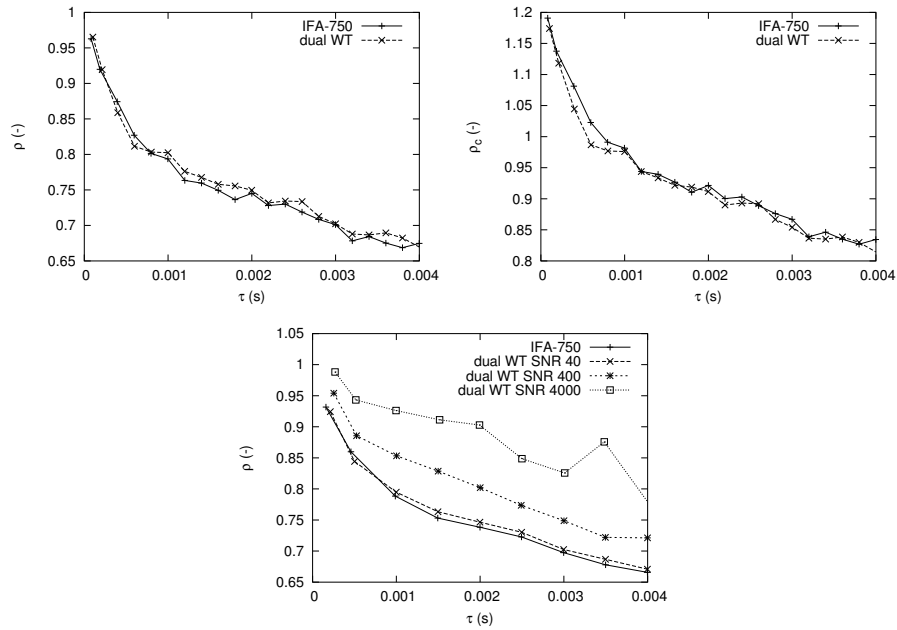 IFA-750
dual WT
1
0.95
0.9
0.85
0.8
0.75
0.7
0.65
ρ (-)
0 0.001 0.002 0.003 0.004
τ (s)
IFA-750
dual WT
1.2
1.15
1.1
1.05
1
0.95
0.9
0.85
0.8
ρc (-)
0 0.001 0.002 0.003 0.004
τ (s)
IFA-750
dual WT SNR 40
dual WT SNR 400
dual WT SNR 4000
1.05
1
0.95
0.9
0.85
0.8
0.75
0.7
0.65
ρ (-)
0 0.001 0.002 0.003 0.004
τ (s)